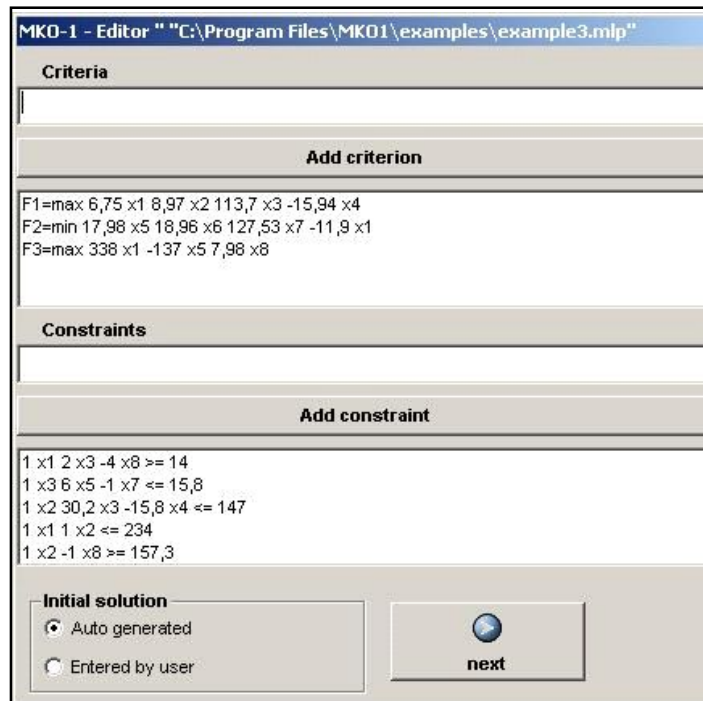 MKO-1 - Editor " "C:\Program Files\MKO1\examples\example3.mlp"
Criteria
Add criterion
F1=max 6,75 x1 8,97 x2 113,7 x3 -15,94 x4
F2=min 17,98 x5 18,96 x6 127,53 x7 -11,9 x1
F3=max 338 x1 -137 x5 7,98 x8
Constraints
Add constraint
1 x1 2 x3 -4 x8 >= 14
1 x3 6 x5 -1 x7 <= 15,8
1 x2 30,2 x3 -15,8 x4 <= 147
1 x1 1 x2 <= 234
1 x2 -1 x8 >= 157,3
Initial solution
Auto generated
Entered by user
next